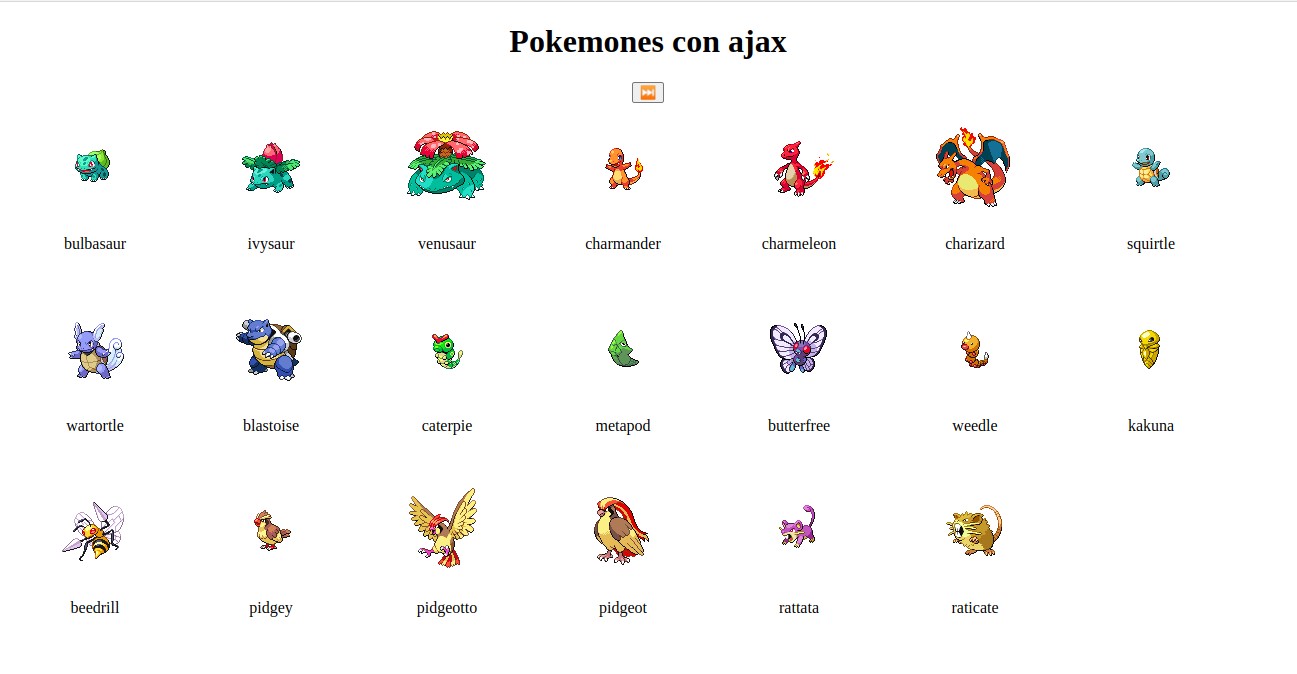 Pokemones con ajax
⏭
bulbasaur ivysaur venusaur charmander charmeleon charizard squirtle
wartortle blastoise caterpie metapod butterfree weedle kakuna
beedrill pidgey pidgeotto pidgeot rattata raticate